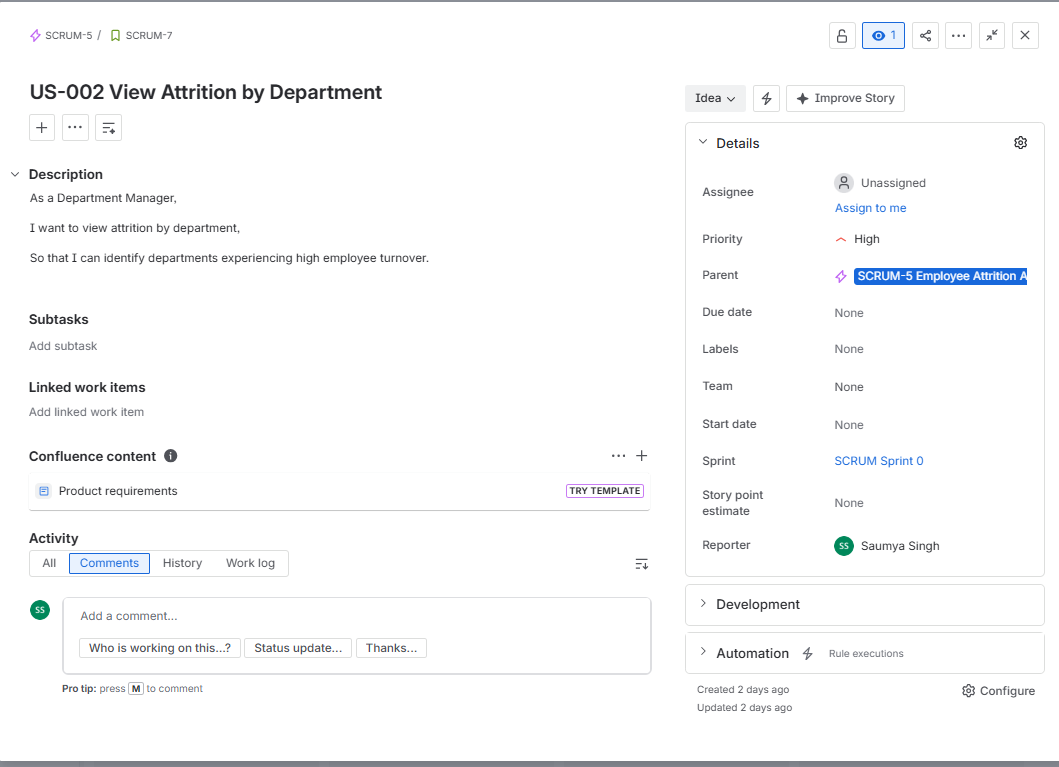 SCRUM-5 / SCRUM-7
1
US-002 View Attrition by Department
Description
As a Department Manager,
I want to view attrition by department,
So that I can identify departments experiencing high employee turnover.
Subtasks
Add subtask
Linked work items
Add linked work item
Confluence content
Product requirements
TRY TEMPLATE
Activity
All Comments History Work log
SS
Add a comment...
Who is working on this...? Status update... Thanks...
Pro tip: press M to comment
Idea
Improve Story
Details
Assignee
Unassigned
Assign to me
Priority
High
Parent
SCRUM-5 Employee Attrition A
Due date
None
Labels
None
Team
None
Start date
None
Sprint
SCRUM Sprint 0
Story point
estimate
None
Reporter
SS Saumya Singh
Development
Automation Rule executions
Created 2 days ago
Updated 2 days ago
Configure